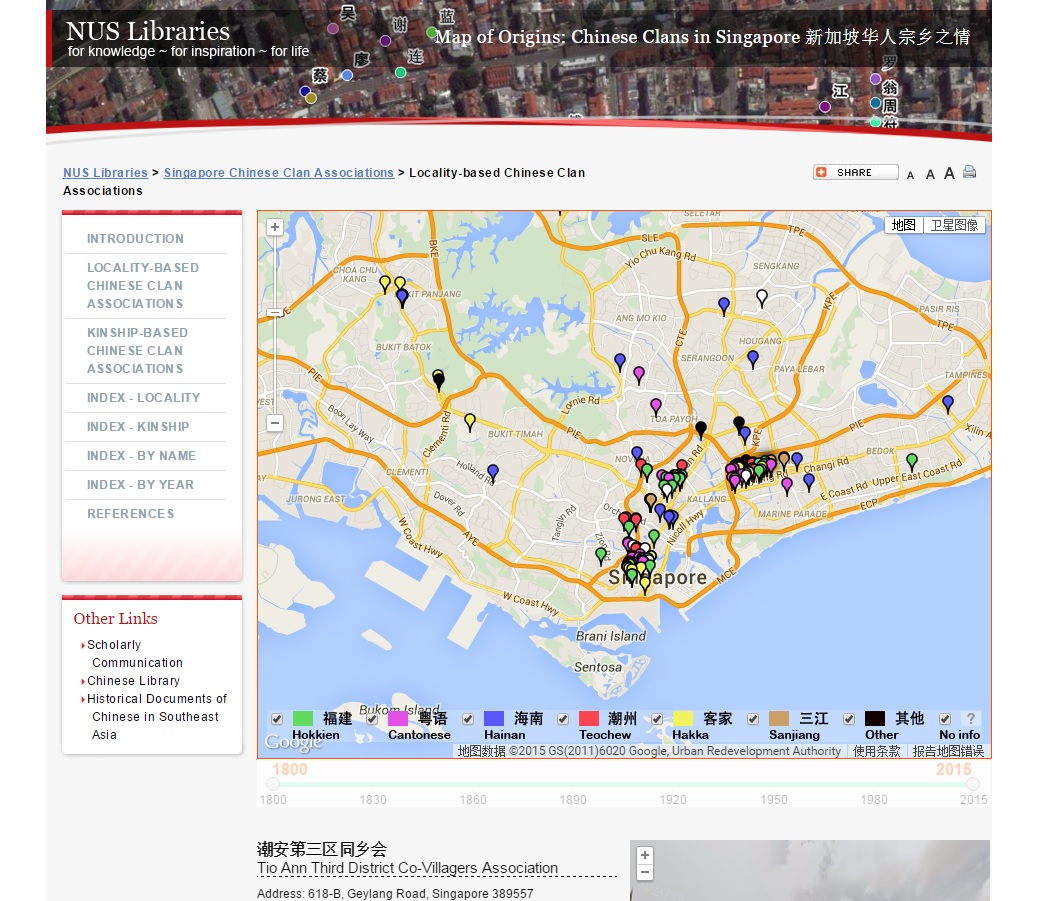 吴
谢
蓝
NUS Libraries
Map of Origins: Chinese Clans in Singapore 新加坡华人宗乡之情
for knowledge ~ for inspiration ~ for life
廖
连
罗
蔡
江
翁
周
NUS Libraries > Singapore Chinese Clan Associations > Locality-based Chinese Clan
Associations
SHARE
A A A
INTRODUCTION
LOCALITY-BASED
CHINESE CLAN
ASSOCIATIONS
KINSHIP-BASED
CHINESE CLAN
ASSOCIATIONS
INDEX - LOCALITY
INDEX - KINSHIP
INDEX - BY NAME
INDEX - BY YEAR
REFERENCES
Other Links
Scholarly
Communication
Chinese Library
Historical Documents of
Chinese in Southeast
Asia
地图
卫星图像
SELETAR
TPE
SLE
BKE
Yio Chu Kang Rd
SENGKANG
CHOA CHU
KANG
KPE
PASIR RIS
TPE
ANG MO KIO
CTE
HOUGANG
BUKIT BATOK
SERANGOON
PAYA LEBAR
PIE
TAMPINES
Lornie Rd
Boon Lay Way
Clementi Rd
BUKIT TIMAH
PIE
TOA PAYOH
KPE
CLEMENTI
Holland Rd
BEDOK
Changi Rd
Upper East Coast Rd
E Coast Rd
ECP
JURONG EAST
Dover Rd
KALLANG
MARINE PARADE
Nicoll Hwy
W Coast Hwy
AYE
Singapore
MCE
W Coast Hwy
Brani Island
Sentosa
福建
Hokkien
粤语
Cantonese
海南
Hainan
潮州
Teochew
客家
Hakka
三江
Sanjiang
其他
Other
?
No info
Google
地图数据 ©2015 GS(2011)6020 Google, Urban Redevelopment Authority
使用条款
报告地图错误
1800
2015
1800 1830 1860 1890 1920 1950 1980 2015
潮安第三区同乡会
Tio Ann Third District Co-Villagers Association
Address: 618-B, Geylang Road, Singapore 389557